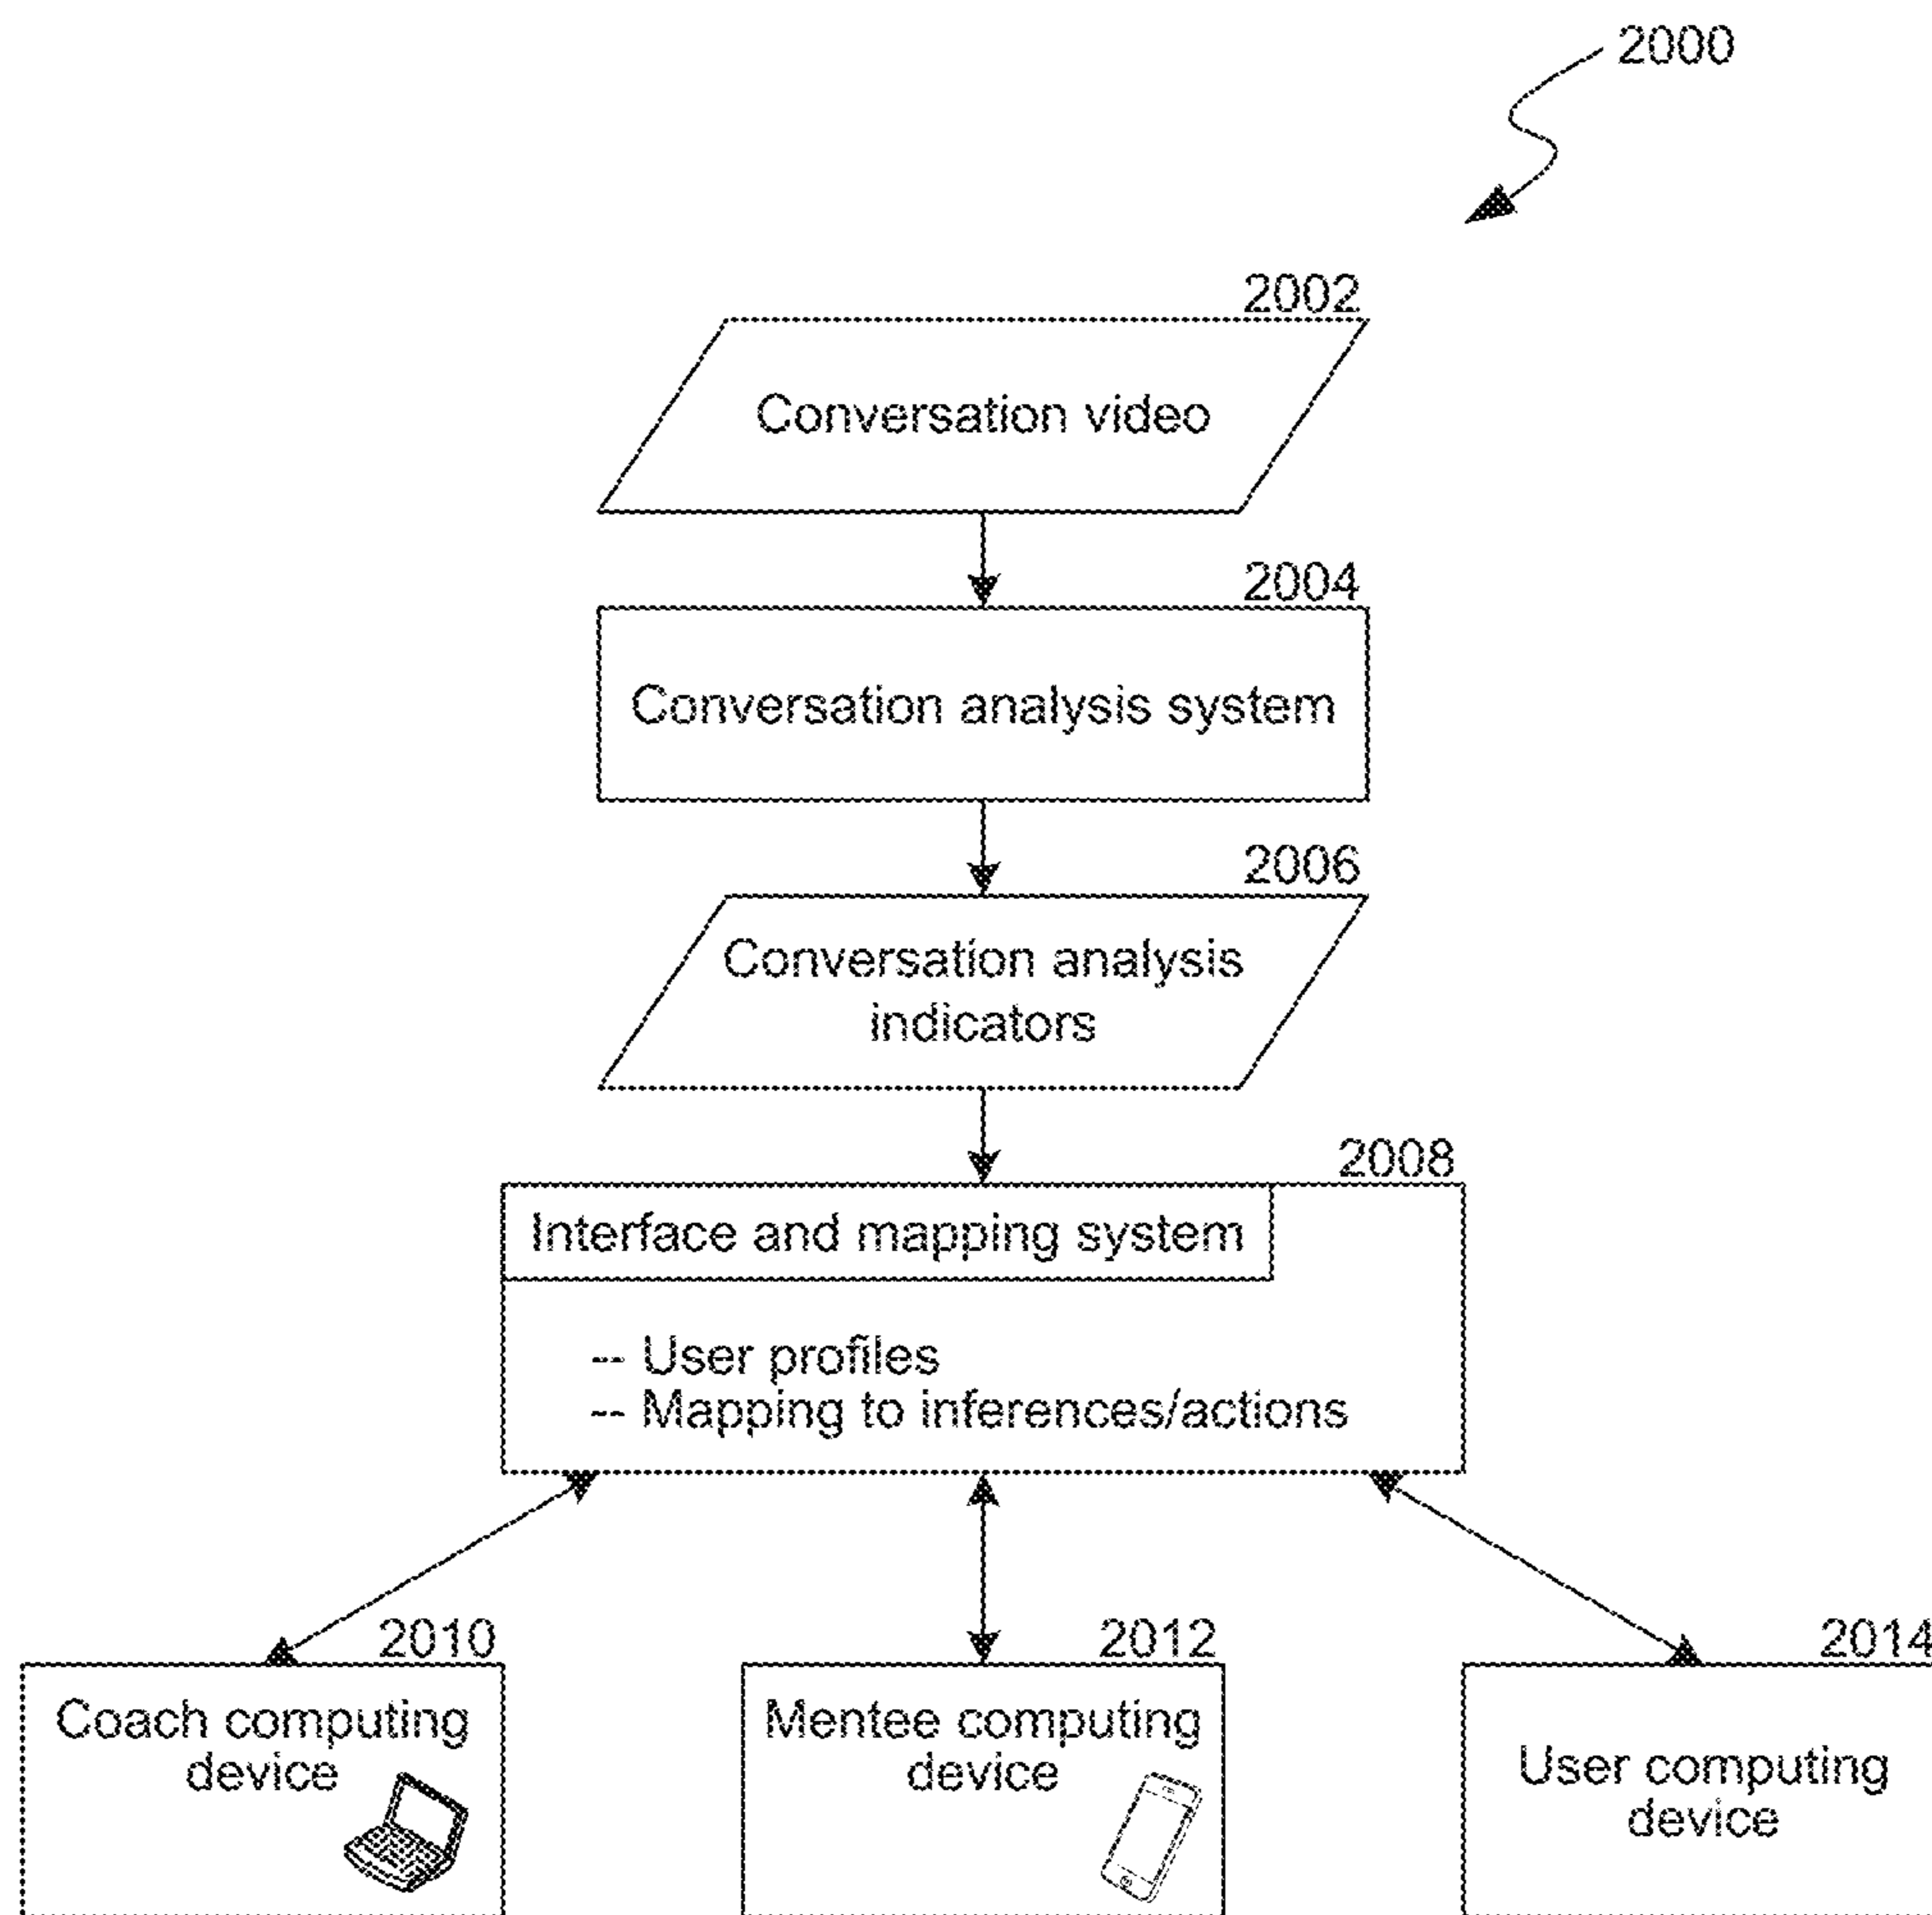 2000
2002
Conversation video
2004
Conversation analysis system
2006
Conversation analysis
indicators
2008
Interface and mapping system
-- User profiles
-- Mapping to inferences/actions
2010
Coach computing
device
2012
Mentee computing
device
2014
User computing
device